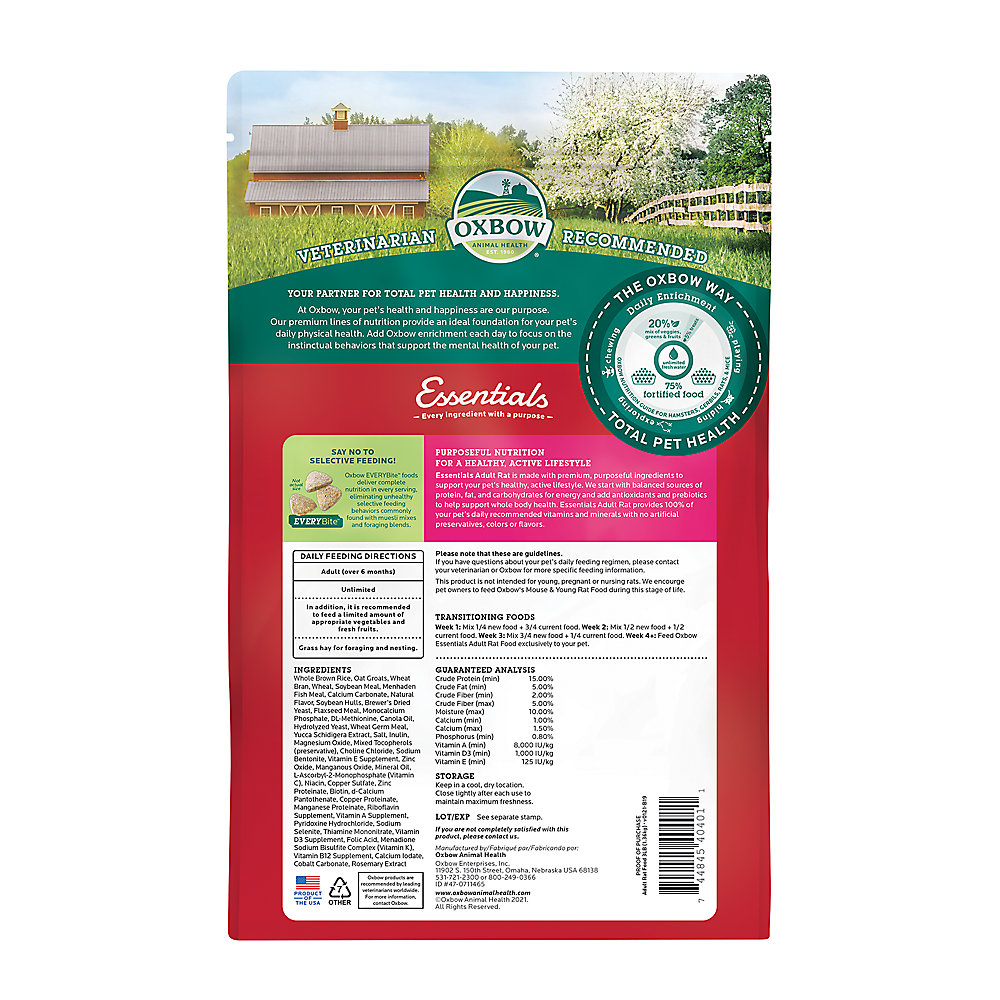 VETERINARIAN
OXBOW
ANIMAL HEALTH
EST. 1980
®
RECOMMENDED
YOUR PARTNER FOR TOTAL PET HEALTH AND HAPPINESS.
At Oxbow, your pet's health and happiness are our purpose.
Our premium lines of nutrition provide an ideal foundation for your pet's
daily physical health. Add Oxbow enrichment each day to focus on the
instinctual behaviors that support the mental health of your pet.
THE OXBOW WAY
Daily Enrichment
chewing
playing
hiding
exploring
20%
mix of veggies,
greens & fruits
5% treats
unlimited
fresh water
75%
fortified food
OXBOW NUTRITION GUIDE FOR HAMSTERS, GERBILS, RATS, & MICE
TOTAL PET HEALTH
Essentials
Every ingredient with a purpose
SAY NO TO
SELECTIVE FEEDING!
Not
actual
size
Oxbow EVERYBite™ foods
deliver complete
nutrition in every serving,
eliminating unhealthy
selective feeding
behaviors commonly
found with muesli mixes
and foraging blends.
EVERYBite™
PURPOSEFUL NUTRITION
FOR A HEALTHY, ACTIVE LIFESTYLE
Essentials Adult Rat is made with premium, purposeful ingredients to
support your pet's healthy, active lifestyle. We start with balanced sources of
protein, fat, and carbohydrates for energy and add antioxidants and prebiotics
to help support whole body health. Essentials Adult Rat provides 100% of
your pet's daily recommended vitamins and minerals with no artificial
preservatives, colors or flavors.
DAILY FEEDING DIRECTIONS
Adult (over 6 months)
Unlimited
In addition, it is recommended
to feed a limited amount of
appropriate vegetables and
fresh fruits.
Grass hay for foraging and nesting.
Please note that these are guidelines.
If you have questions about your pet's daily feeding regimen, please contact
your veterinarian or Oxbow for more specific feeding information.
This product is not intended for young, pregnant or nursing rats. We encourge
pet owners to feed Oxbow's Mouse & Young Rat Food during this stage of life.
TRANSITIONING FOODS
Week 1: Mix 1/4 new food + 3/4 current food. Week 2: Mix 1/2 new food + 1/2
current food. Week 3: Mix 3/4 new food + 1/4 current food. Week 4+: Feed Oxbow
Essentials Adult Rat Food exclusively to your pet.
INGREDIENTS
Whole Brown Rice, Oat Groats, Wheat
Bran, Wheat, Soybean Meal, Menhaden
Fish Meal, Calcium Carbonate, Natural
Flavor, Soybean Hulls, Brewer's Dried
Yeast, Flaxseed Meal, Monocalcium
Phosphate, DL-Methionine, Canola Oil,
Hydrolyzed Yeast, Wheat Germ Meal,
Yucca Schidigera Extract, Salt, Inulin,
Magnesium Oxide, Mixed Tocopherols
(preservative), Choline Chloride, Sodium
Bentonite, Vitamin E Supplement, Zinc
Oxide, Manganous Oxide, Mineral Oil,
L-Ascorbyl-2-Monophosphate (Vitamin
C), Niacin, Copper Sulfate, Zinc
Proteinate, Biotin, d-Calcium
Pantothenate, Copper Proteinate,
Manganese Proteinate, Riboflavin
Supplement, Vitamin A Supplement,
Pyridoxine Hydrochloride, Sodium
Selenite, Thiamine Mononitrate, Vitamin
D3 Supplement, Folic Acid, Menadione
Sodium Bisulfite Complex (Vitamin K),
Vitamin B12 Supplement, Calcium Iodate,
Cobalt Carbonate, Rosemary Extract
PRODUCT
OF
THE USA
7
OTHER
Oxbow products are
recommended by leading
veterinarians worldwide.
For more information,
contact Oxbow.
GUARANTEED ANALYSIS
Crude Protein (min) 15.00%
Crude Fat (min) 5.00%
Crude Fiber (min) 2.00%
Crude Fiber (max) 5.00%
Moisture (max) 10.00%
Calcium (min) 1.00%
Calcium (max) 1.50%
Phosphorus (min) 0.80%
Vitamin A (min) 8,000 IU/kg
Vitamin D3 (min) 1,000 IU/kg
Vitamin E (min) 125 IU/kg
STORAGE
Keep in a cool, dry location.
Close tightly after each use to
maintain maximum freshness.
LOT/EXP See separate stamp.
If you are not completely satisfied with this
product, please contact us.
Manufactured by/Fabriqué par/Fabricando por:
Oxbow Animal Health
Oxbow Enterprises, Inc.
11902 S. 150th Street, Omaha, Nebraska USA 68138
531-721-2300 or 800-249-0366
ID #47-0711465
www.oxbowanimalhealth.com
©Oxbow Animal Health 2021.
All Rights Reserved.
PROOF OF PURCHASE
Adult Rat Food 3LB (1.36kg) • V0121-B19
7 44845 40401 1